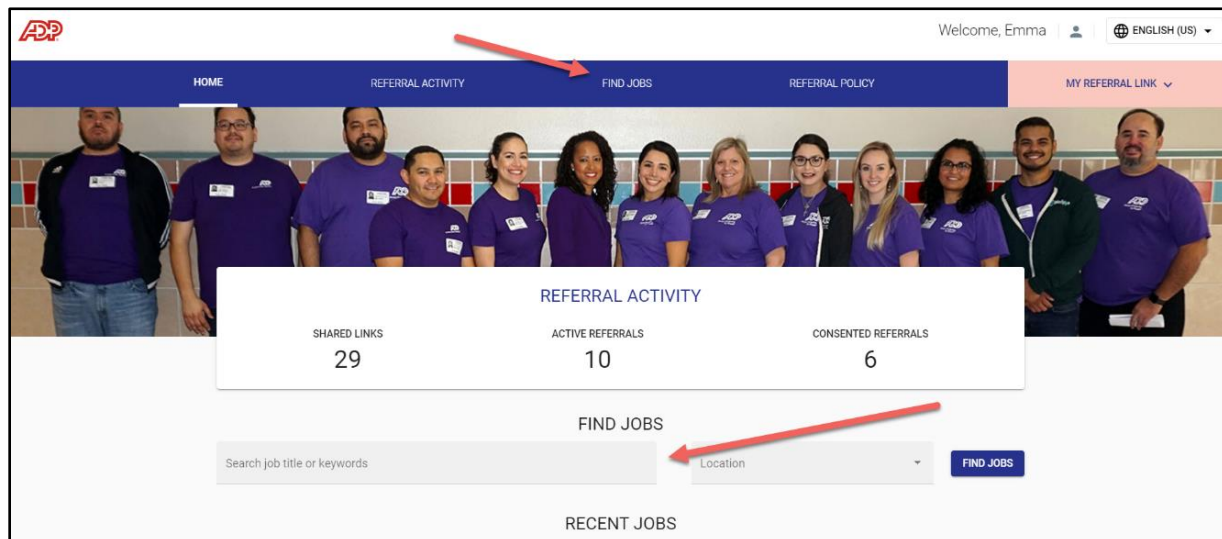 ADP
Welcome, Emma
ENGLISH (US)
HOME
REFERRAL ACTIVITY
FIND JOBS
REFERRAL POLICY
MY REFERRAL LINK
REFERRAL ACTIVITY
SHARED LINKS
ACTIVE REFERRALS
CONSENTED REFERRALS
29
10
6
FIND JOBS
Search job title or keywords
Location
FIND JOBS
RECENT JOBS